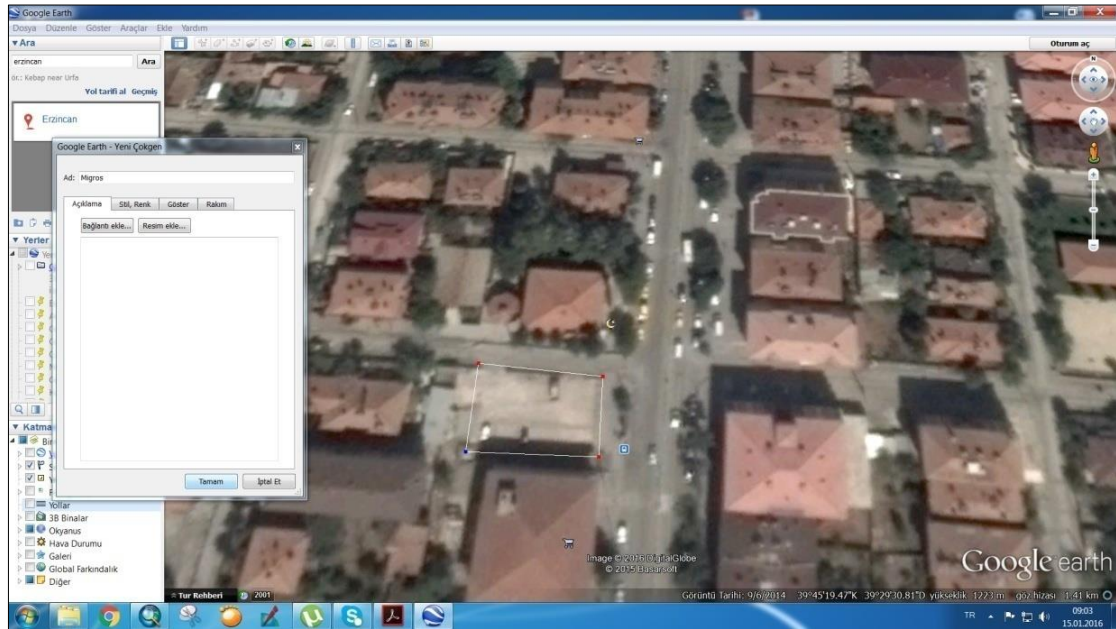 Google Earth
Dosya Düzenle Göster Araçlar Ekle Yardım
▼ Ara
Oturum aç
erzincan
Ara
ör.: Kebap near Urfa
Yol tarifi al Geçmiş
Erzincan
Google Earth - Yeni Çokgen
Ad: Migros
Açıklama Stil, Renk Göster Rakım
Bağlantı ekle... Resim ekle...
Tamam İptal Et
▼ Yerler
▼ Katma
Yollar
3B Binalar
Okyanus
Hava Durumu
Galeri
Global Farkındalık
Diğer
N
Image © 2016 DigitalGlobe
© 2015 Basarsoft
Google earth
Tur Rehberi 2001
Görüntü Tarihi: 9/6/2014 39°45'19.47"K 39°29'30.81"D yükseklik 1223 m göz hizası 1.41 km
TR 09:03
15.01.2016